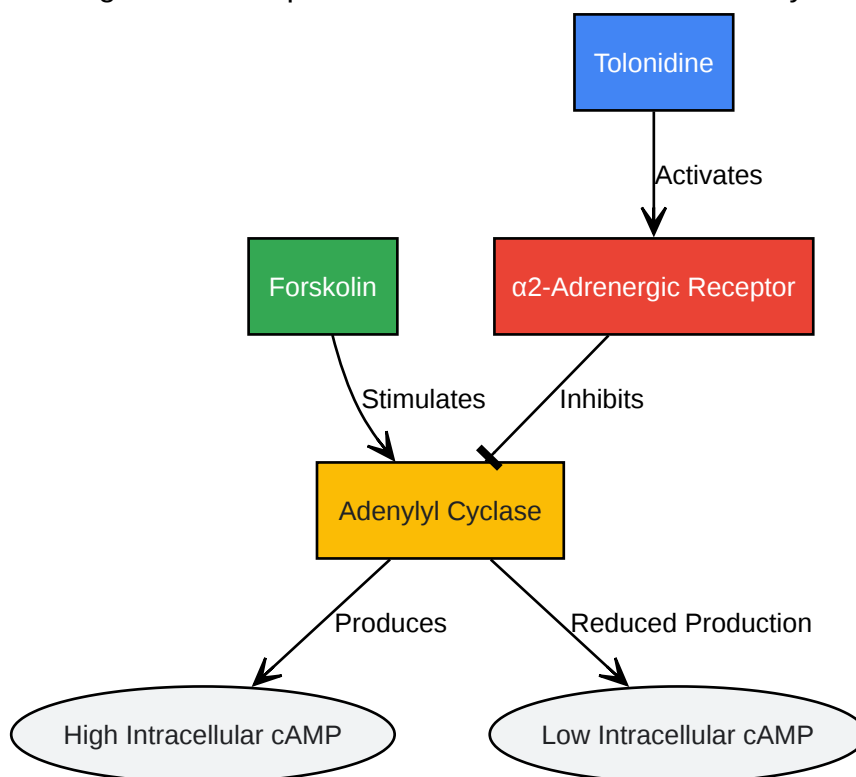 Tolonidine
Activates
Forskolin
α2-Adrenergic Receptor
Stimulates
Inhibits
Adenylyl Cyclase
Produces
Reduced Production
High Intracellular cAMP
Low Intracellular cAMP